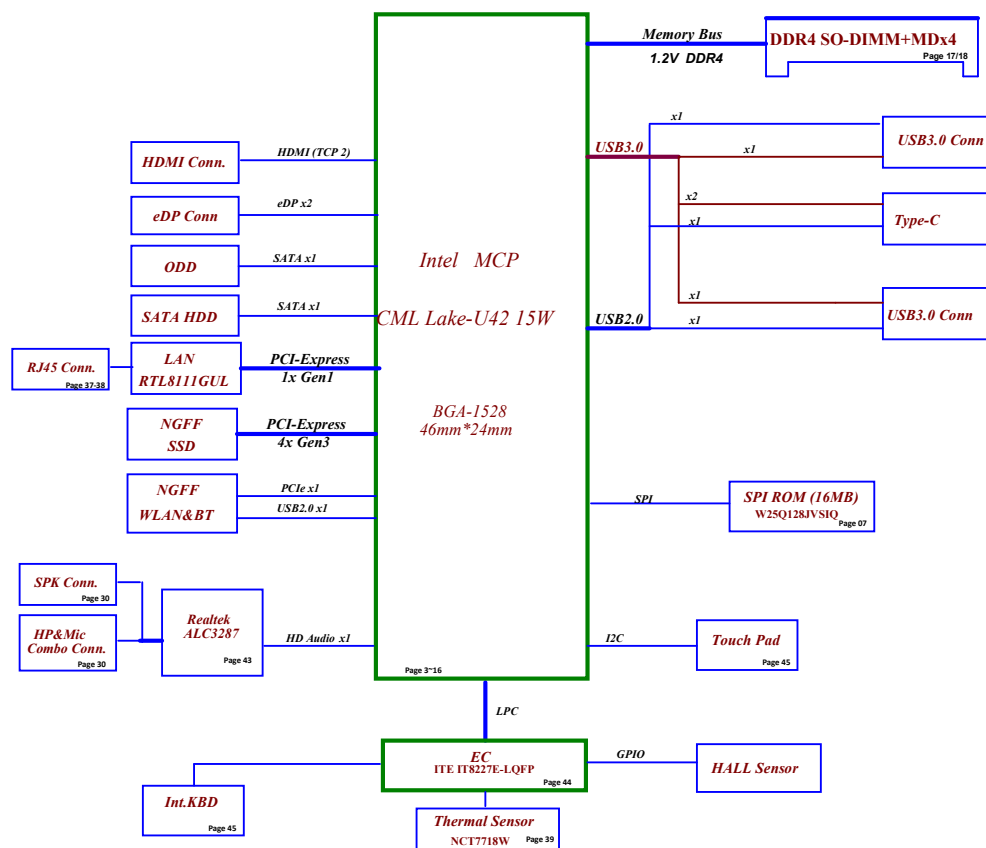 Memory Bus
1.2V DDR4
DDR4 SO-DIMM+MDx4
Page 17/18
HDMI Conn.
HDMI (TCP 2)
eDP Conn
eDP x2
ODD
SATA x1
SATA HDD
SATA x1
RJ45 Conn.
Page 37-38
LAN
RTL8111GUL
PCI-Express
1x Gen1
NGFF
SSD
PCI-Express
4x Gen3
NGFF
WLAN&BT
PCIe x1
USB2.0 x1
SPK Conn.
Page 30
HP&Mic
Combo Conn.
Page 30
Realtek
ALC3287
Page 43
HD Audio x1
Intel MCP
CML Lake-U42 15W
BGA-1528
46mm*24mm
Page 3~16
USB3.0
USB2.0
x1
x1
USB3.0 Conn
x2
x1
Type-C
x1
x1
USB3.0 Conn
SPI
SPI ROM (16MB)
W25Q128JVSIQ
Page 07
I2C
Touch Pad
Page 45
LPC
EC
ITE IT8227E-LQFP
Page 44
GPIO
HALL Sensor
Int.KBD
Page 45
Thermal Sensor
NCT7718W
Page 39